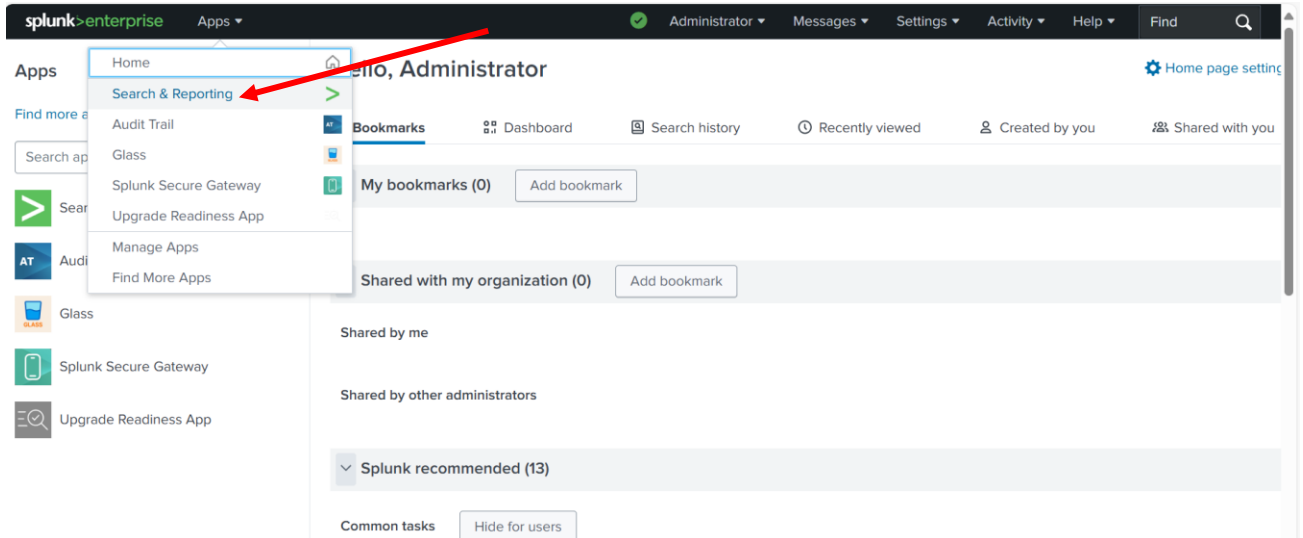 splunk>enterprise Apps Administrator Messages Settings Activity Help Find
Apps
Find more a
Search ap
Sear
Audi
Glass
Splunk Secure Gateway
Upgrade Readiness App
Home
Search & Reporting
Audit Trail
Glass
Splunk Secure Gateway
Upgrade Readiness App
Manage Apps
Find More Apps
ello, Administrator
Home page setting
Bookmarks Dashboard Search history Recently viewed Created by you Shared with you
My bookmarks (0) Add bookmark
Shared with my organization (0) Add bookmark
Shared by me
Shared by other administrators
Splunk recommended (13)
Common tasks Hide for users
AT
AT
GLASS